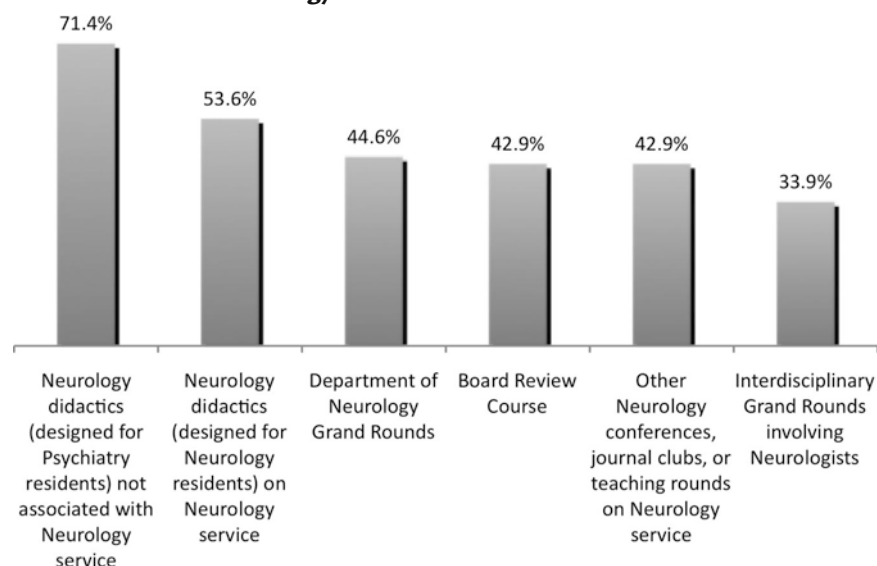 71.4%
53.6%
44.6%
42.9%
42.9%
33.9%
Neurology
didactics
(designed for
Psychiatry
residents) not
associated with
Neurology
service
Neurology
didactics
(designed for
Neurology
residents) on
Neurology
service
Department of
Neurology
Grand Rounds
Board Review
Course
Other
Neurology
conferences,
journal clubs, or
teaching rounds
on Neurology
service
Interdisciplinary
Grand Rounds
involving
Neurologists